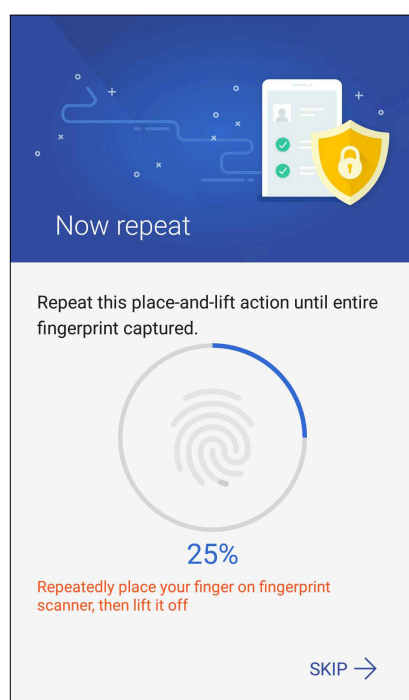 Now repeat
Repeat this place-and-lift action until entire
fingerprint captured.
25%
Repeatedly place your finger on fingerprint
scanner, then lift it off
SKIP